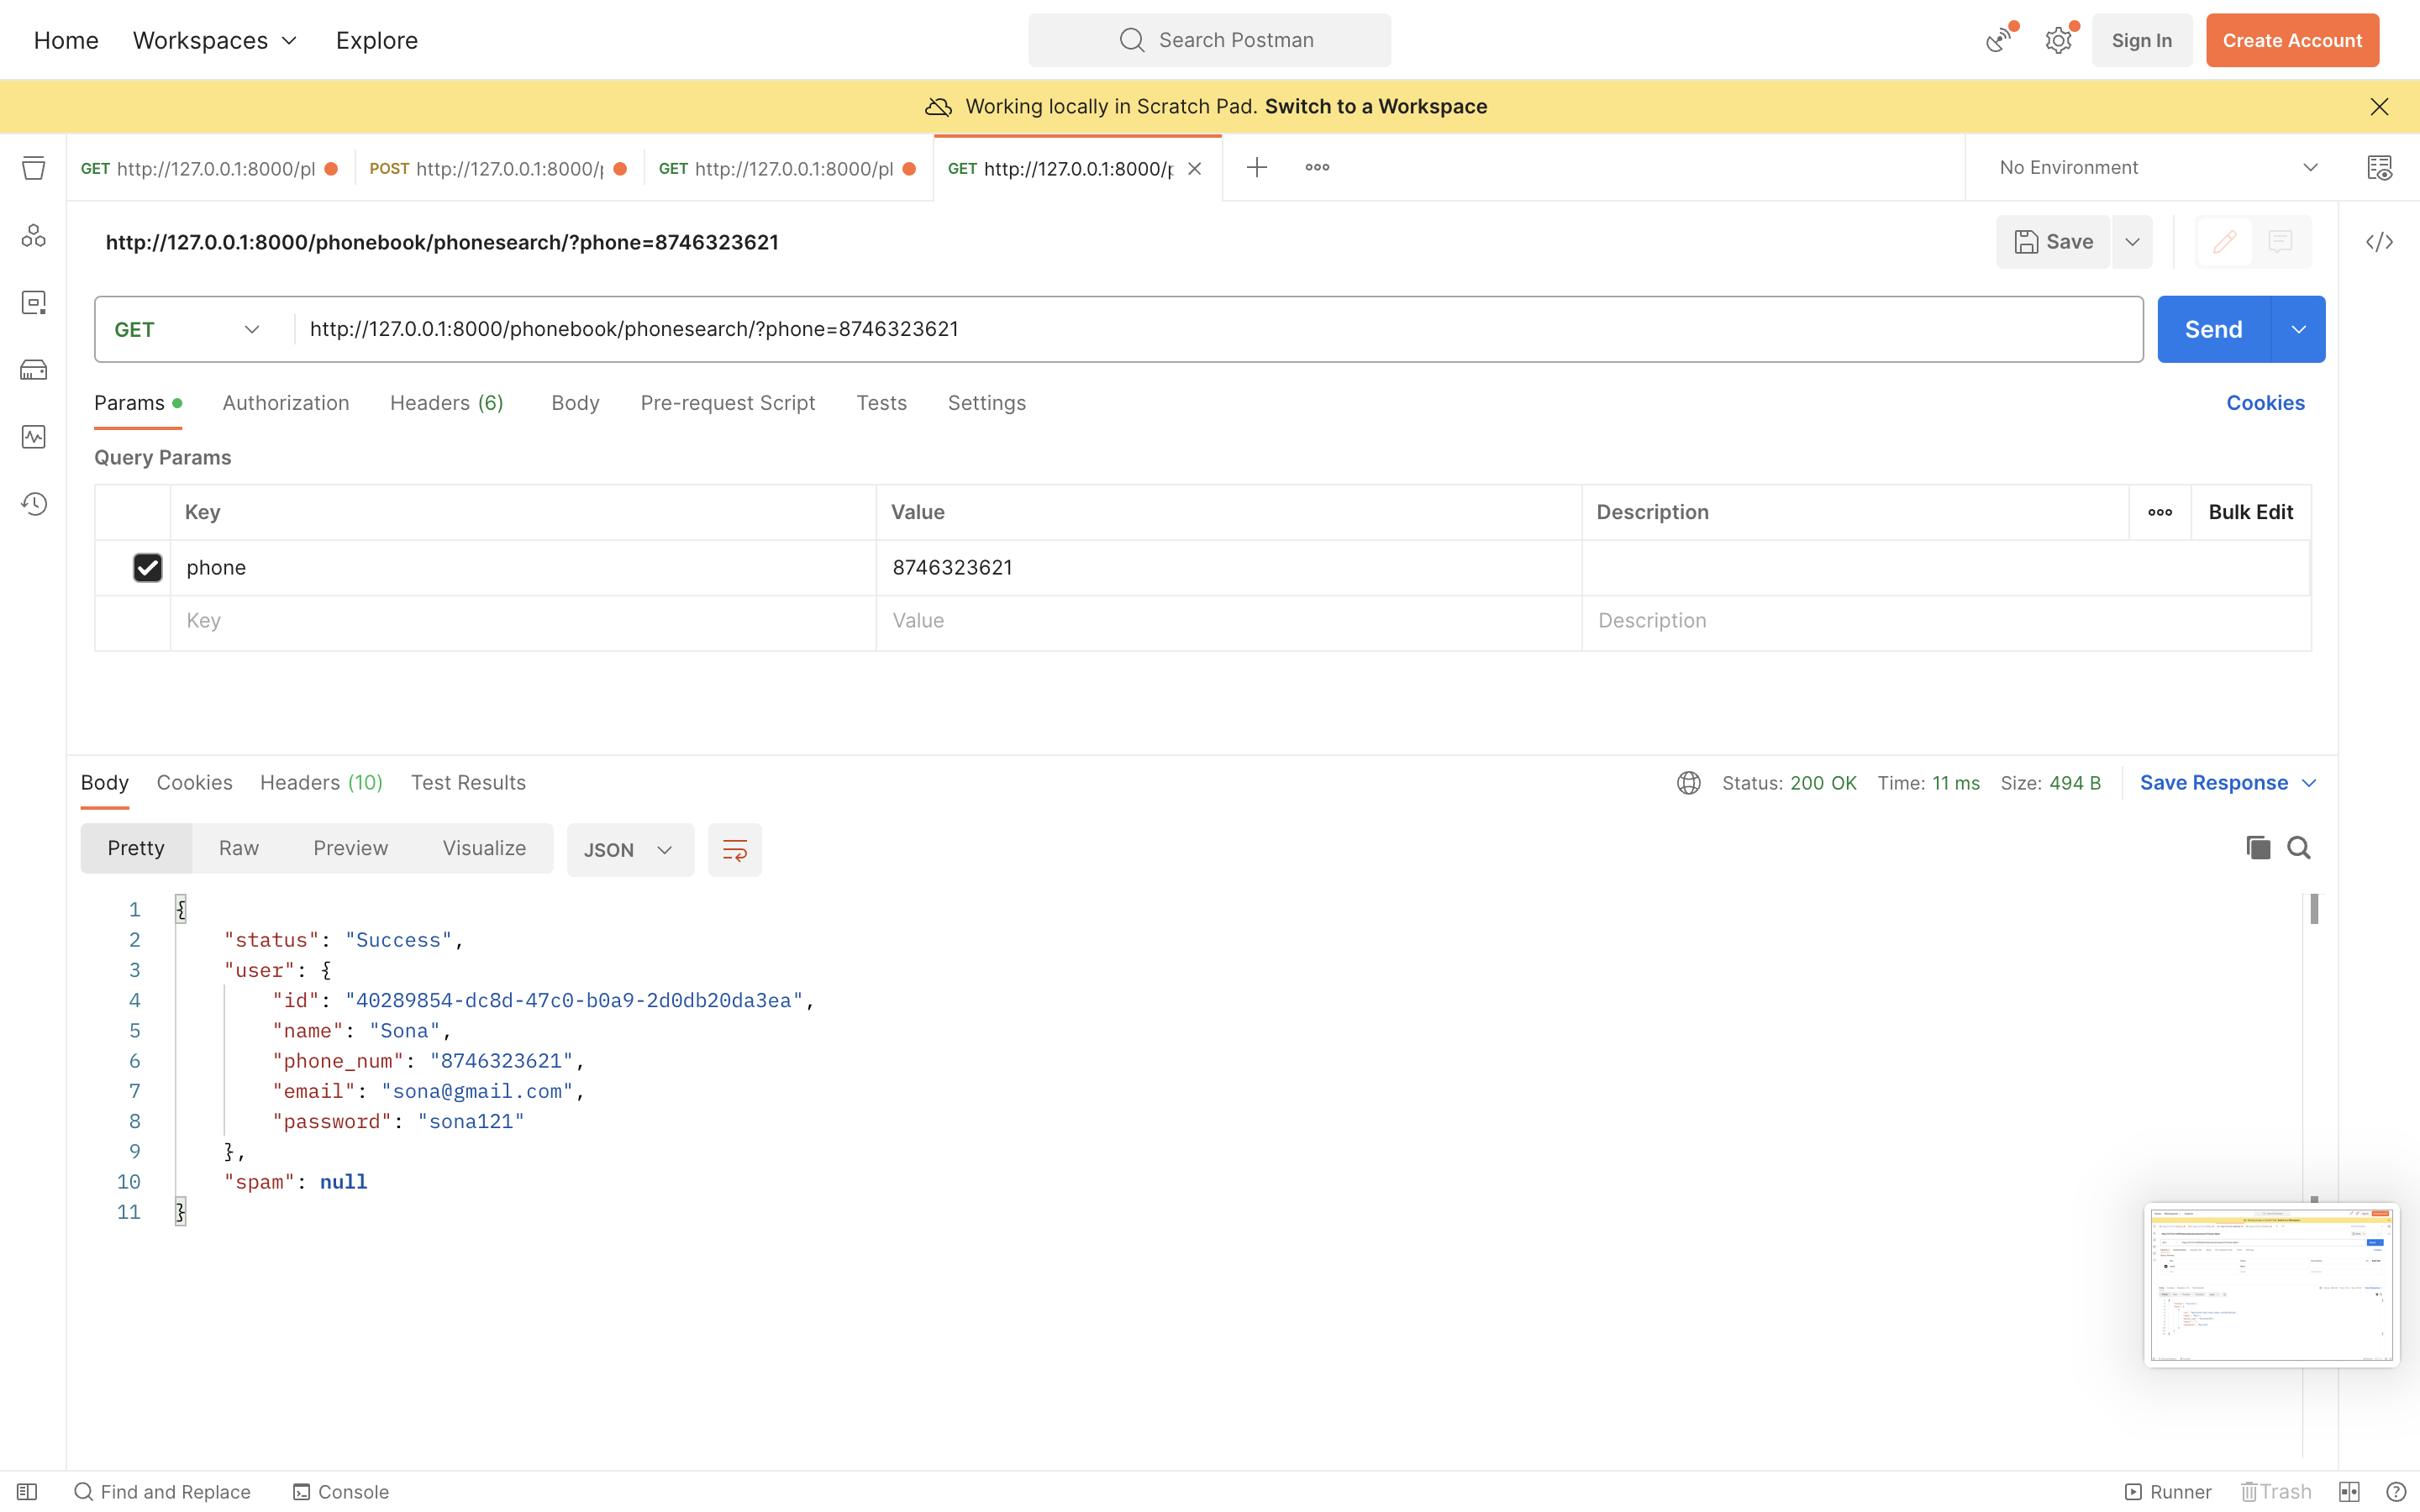 Home Workspaces Explore Search Postman Sign In Create Account
Working locally in Scratch Pad. Switch to a Workspace
GET http://127.0.0.1:8000/pl POST http://127.0.0.1:8000/p GET http://127.0.0.1:8000/pl GET http://127.0.0.1:8000/p No Environment
http://127.0.0.1:8000/phonebook/phonesearch/?phone=8746323621 Save
GET http://127.0.0.1:8000/phonebook/phonesearch/?phone=8746323621 Send
Params Authorization Headers (6) Body Pre-request Script Tests Settings Cookies
Query Params
Key Value Description Bulk Edit
phone 8746323621
Key Value Description
Body Cookies Headers (10) Test Results Status: 200 OK Time: 11 ms Size: 494 B Save Response
Pretty Raw Preview Visualize JSON
1 {
2 "status": "Success",
3 "user": {
4 "id": "40289854-dc8d-47c0-b0a9-2d0db20da3ea",
5 "name": "Sona",
6 "phone_num": "8746323621",
7 "email": "sona@gmail.com",
8 "password": "sona121"
9 },
10 "spam": null
11 }
Find and Replace Console Runner Trash